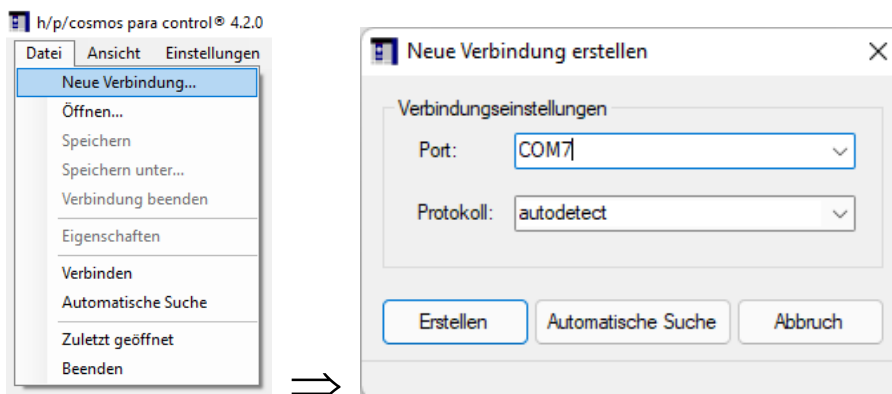 h/p/cosmos para control® 4.2.0
Datei Ansicht Einstellungen
Neue Verbindung...
Öffnen...
Speichern
Speichern unter...
Verbindung beenden
Eigenschaften
Verbinden
Automatische Suche
Zuletzt geöffnet
Beenden
⇒
Neue Verbindung erstellen
Verbindungseinstellungen
Port: COM7
Protokoll: autodetect
Erstellen Automatische Suche Abbruch